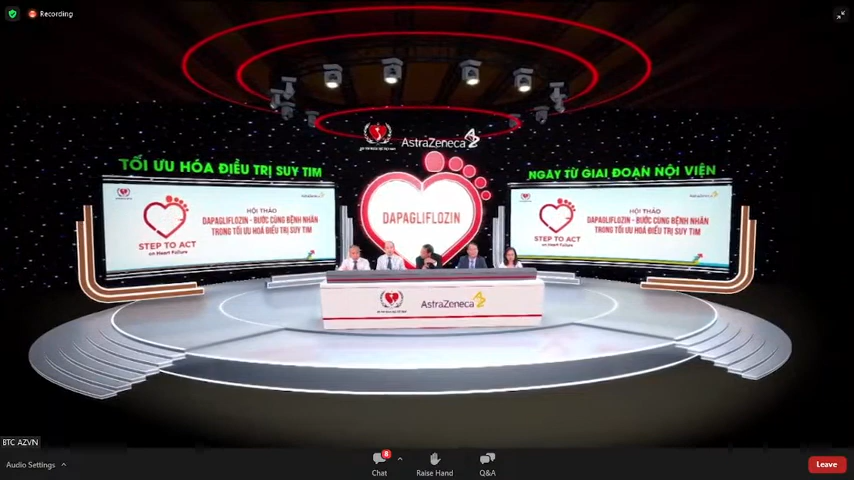 Recording
AstraZeneca
TỐI ƯU HÓA ĐIỀU TRỊ SUY TIM
NGAY TỪ GIAI ĐOẠN NỘI VIỆN
DAPAGLIFLOZIN
HỘI THẢO
DAPAGLIFLOZIN - BƯỚC CÙNG BỆNH NHÂN
TRONG TỐI ƯU HOÁ ĐIỀU TRỊ SUY TIM
STEP TO ACT
on Heart Failure
HỘI THẢO
DAPAGLIFLOZIN - BƯỚC CÙNG BỆNH NHÂN
TRONG TỐI ƯU HOÁ ĐIỀU TRỊ SUY TIM
STEP TO ACT
on Heart Failure
AstraZeneca
BTC AZVN
Audio Settings
8
Chat
Raise Hand
Q&A
Leave